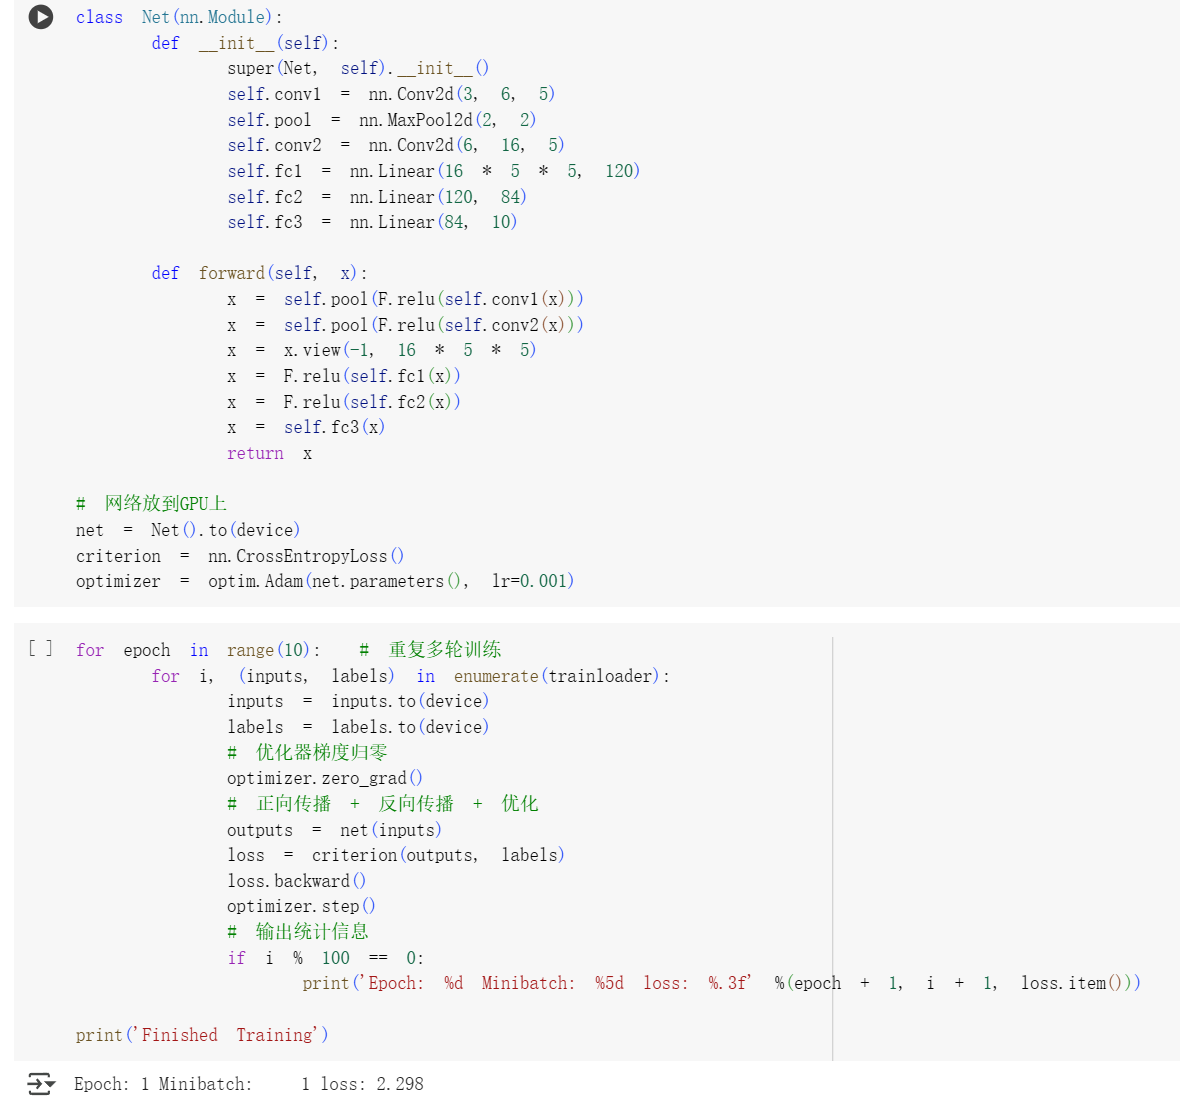 class Net(nn.Module):
def __init__(self):
super(Net, self).__init__()
self.conv1 = nn.Conv2d(3, 6, 5)
self.pool = nn.MaxPool2d(2, 2)
self.conv2 = nn.Conv2d(6, 16, 5)
self.fc1 = nn.Linear(16 * 5 * 5, 120)
self.fc2 = nn.Linear(120, 84)
self.fc3 = nn.Linear(84, 10)
def forward(self, x):
x = self.pool(F.relu(self.conv1(x)))
x = self.pool(F.relu(self.conv2(x)))
x = x.view(-1, 16 * 5 * 5)
x = F.relu(self.fc1(x))
x = F.relu(self.fc2(x))
x = self.fc3(x)
return x
# 网络放到GPU上
net = Net().to(device)
criterion = nn.CrossEntropyLoss()
optimizer = optim.Adam(net.parameters(), lr=0.001)
[ ] for epoch in range(10): # 重复多轮训练
for i, (inputs, labels) in enumerate(trainloader):
inputs = inputs.to(device)
labels = labels.to(device)
# 优化器梯度归零
optimizer.zero_grad()
# 正向传播 + 反向传播 + 优化
outputs = net(inputs)
loss = criterion(outputs, labels)
loss.backward()
optimizer.step()
# 输出统计信息
if i % 100 == 0:
print('Epoch: %d Minibatch: %5d loss: %.3f' %(epoch + 1, i + 1, loss.item()))
print('Finished Training')
Epoch: 1 Minibatch:     1 loss: 2.298